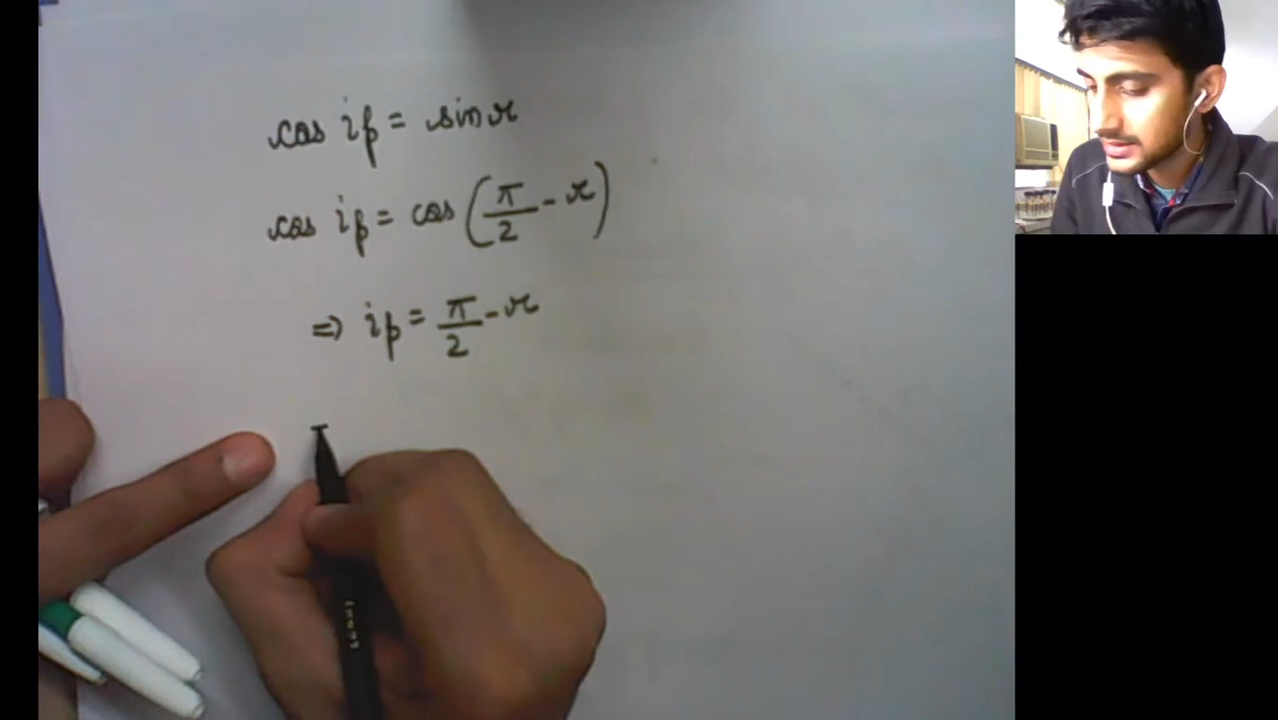 cos ip = sin r
cos ip = cos (π/2 - r)
⇒ ip = π/2 - r